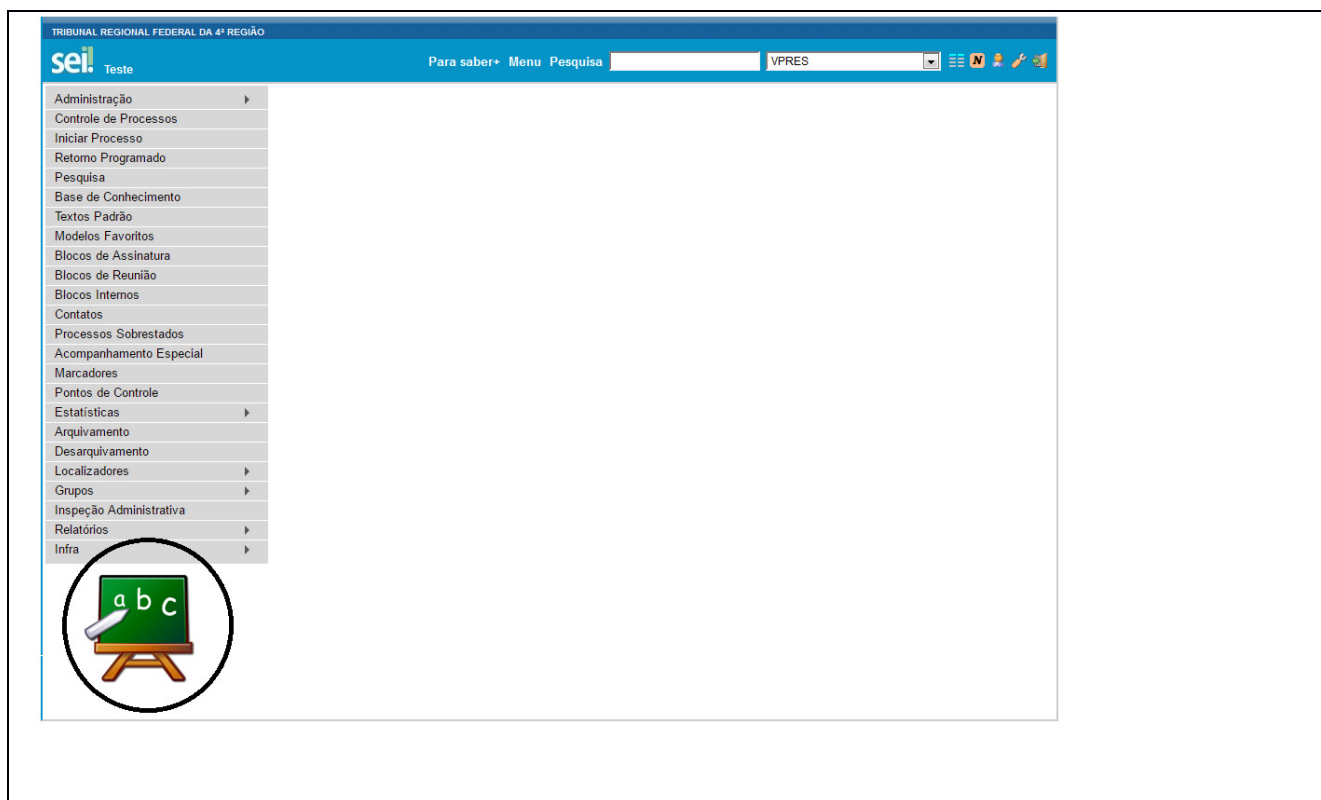 TRIBUNAL REGIONAL FEDERAL DA 4ª REGIÃO
sei! Teste
Para saber+ Menu Pesquisa VPRES N
Administração
Controle de Processos
Iniciar Processo
Retorno Programado
Pesquisa
Base de Conhecimento
Textos Padrão
Modelos Favoritos
Blocos de Assinatura
Blocos de Reunião
Blocos Internos
Contatos
Processos Sobrestados
Acompanhamento Especial
Marcadores
Pontos de Controle
Estatísticas
Arquivamento
Desarquivamento
Localizadores
Grupos
Inspeção Administrativa
Relatórios
Infra
a b c